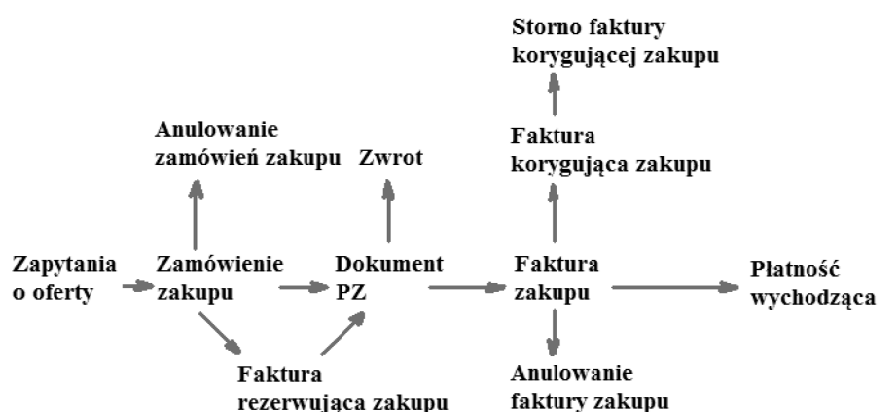 Storno faktury
korygującej zakupu
Anulowanie
zamówień zakupu
Zwrot
Faktura
korygująca zakupu
Zapytania
o oferty
Zamówienie
zakupu
Dokument
PZ
Faktura
zakupu
Płatność
wychodząca
Faktura
rezerwująca zakupu
Anulowanie
faktury zakupu